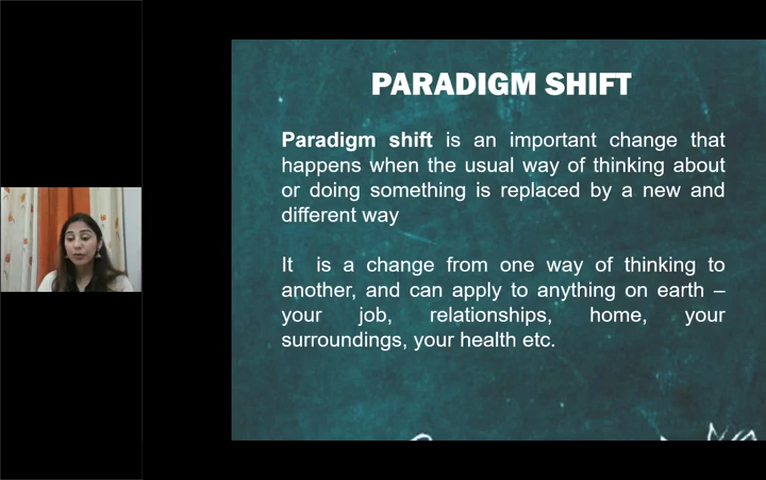 PARADIGM SHIFT
Paradigm shift is an important change that
happens when the usual way of thinking about
or doing something is replaced by a new and
different way
It is a change from one way of thinking to
another, and can apply to anything on earth –
your job, relationships, home, your
surroundings, your health etc.